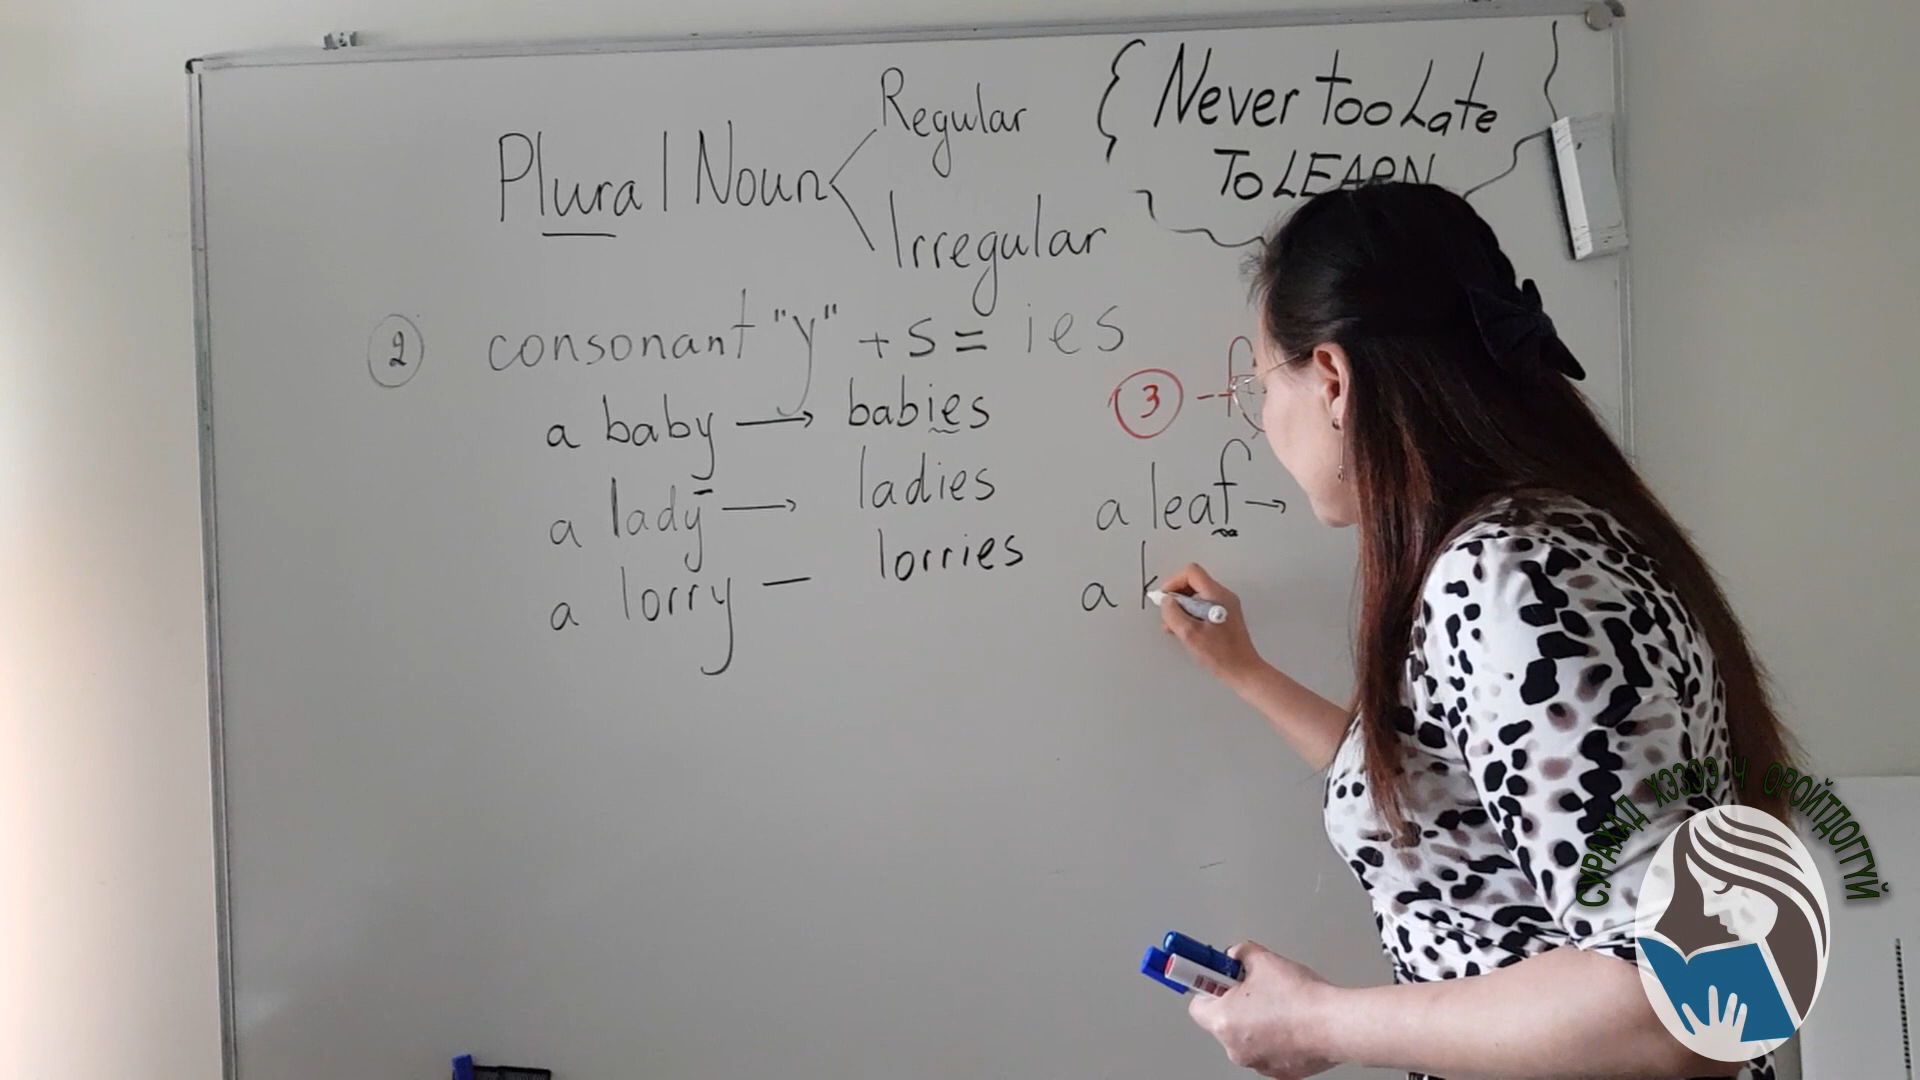 Plural Noun
Regular
Irregular
{ Never Too Late
To LEARN
2 consonant "y" + s = ies
a baby → babies
a lady → ladies
a lorry — lorries
3 -f
a leaf →
a k
СУРАХАД ХЭЗЭЭ Ч ОРОЙТДОГГҮЙ